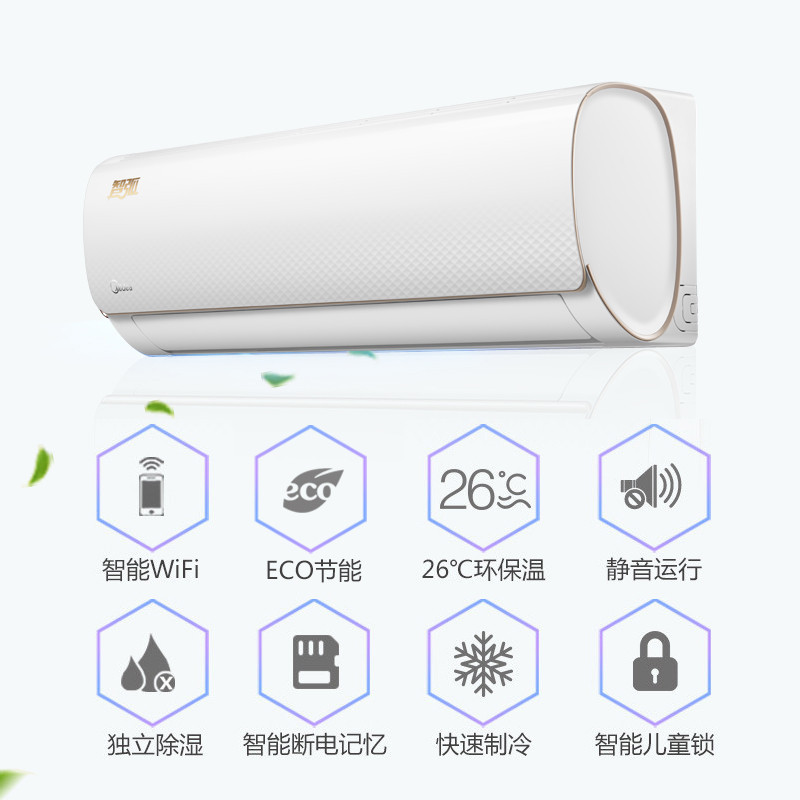 智弧
Midea
eco
26℃
智能WiFi
ECO节能
26℃环保温
静音运行
独立除湿
智能断电记忆
快速制冷
智能儿童锁